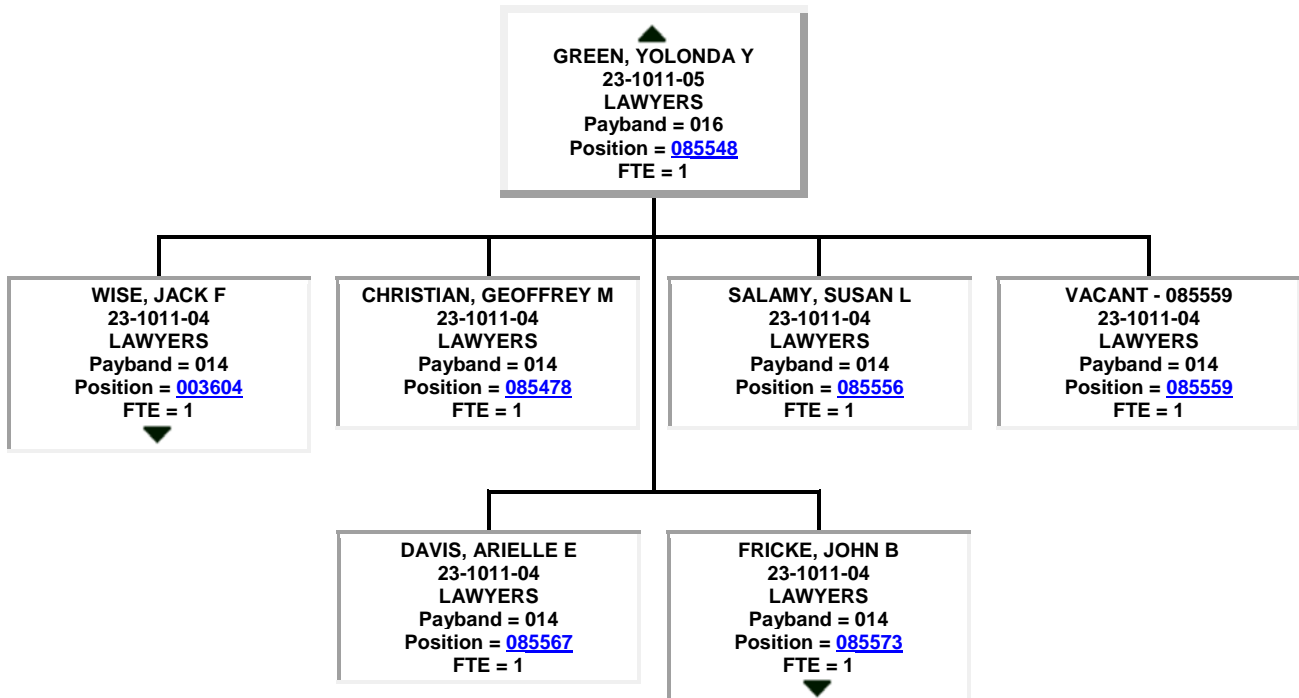 GREEN, YOLONDA Y
23-1011-05
LAWYERS
Payband = 016
Position = 085548
FTE = 1
WISE, JACK F
23-1011-04
LAWYERS
Payband = 014
Position = 003604
FTE = 1
CHRISTIAN, GEOFFREY M
23-1011-04
LAWYERS
Payband = 014
Position = 085478
FTE = 1
SALAMY, SUSAN L
23-1011-04
LAWYERS
Payband = 014
Position = 085556
FTE = 1
VACANT - 085559
23-1011-04
LAWYERS
Payband = 014
Position = 085559
FTE = 1
DAVIS, ARIELLE E
23-1011-04
LAWYERS
Payband = 014
Position = 085567
FTE = 1
FRICKE, JOHN B
23-1011-04
LAWYERS
Payband = 014
Position = 085573
FTE = 1